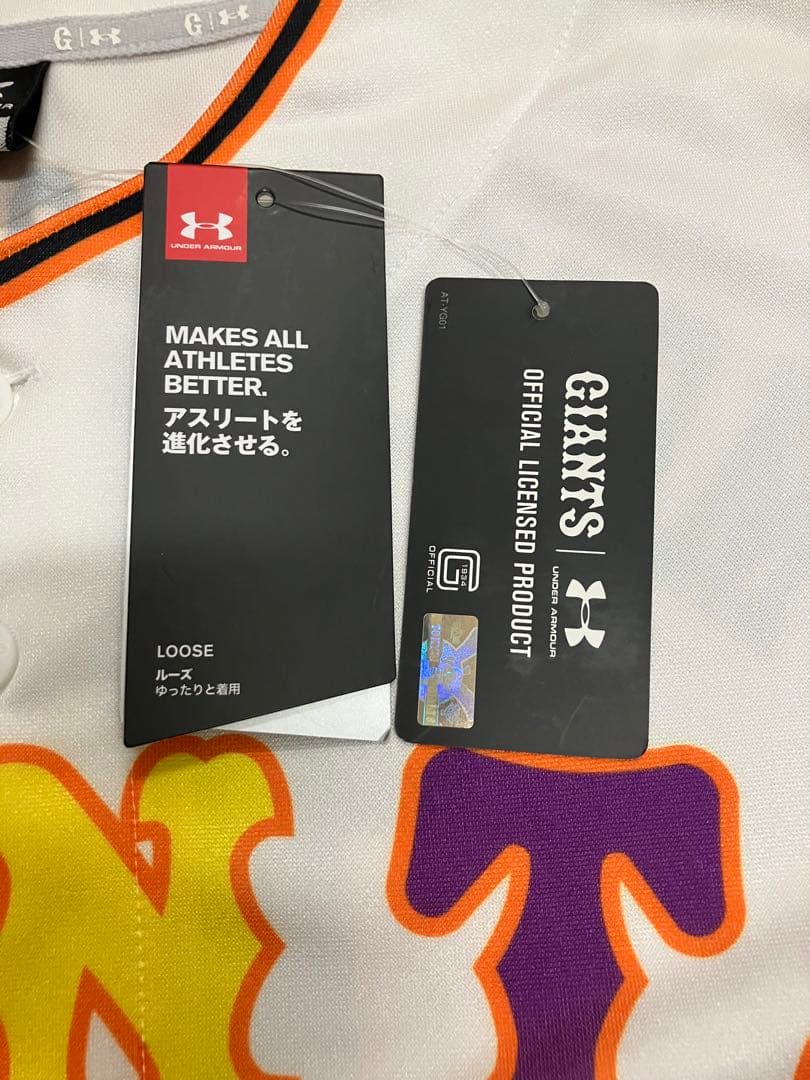 G
G
UNDER ARMOUR
MAKES ALL
ATHLETES
BETTER.
アスリートを
進化させる。
LOOSE
ルーズ
ゆったりと着用
AT-YG01
GIANTS
UNDER ARMOUR
OFFICIAL LICENSED PRODUCT
G
1934
OFFICIAL
NT